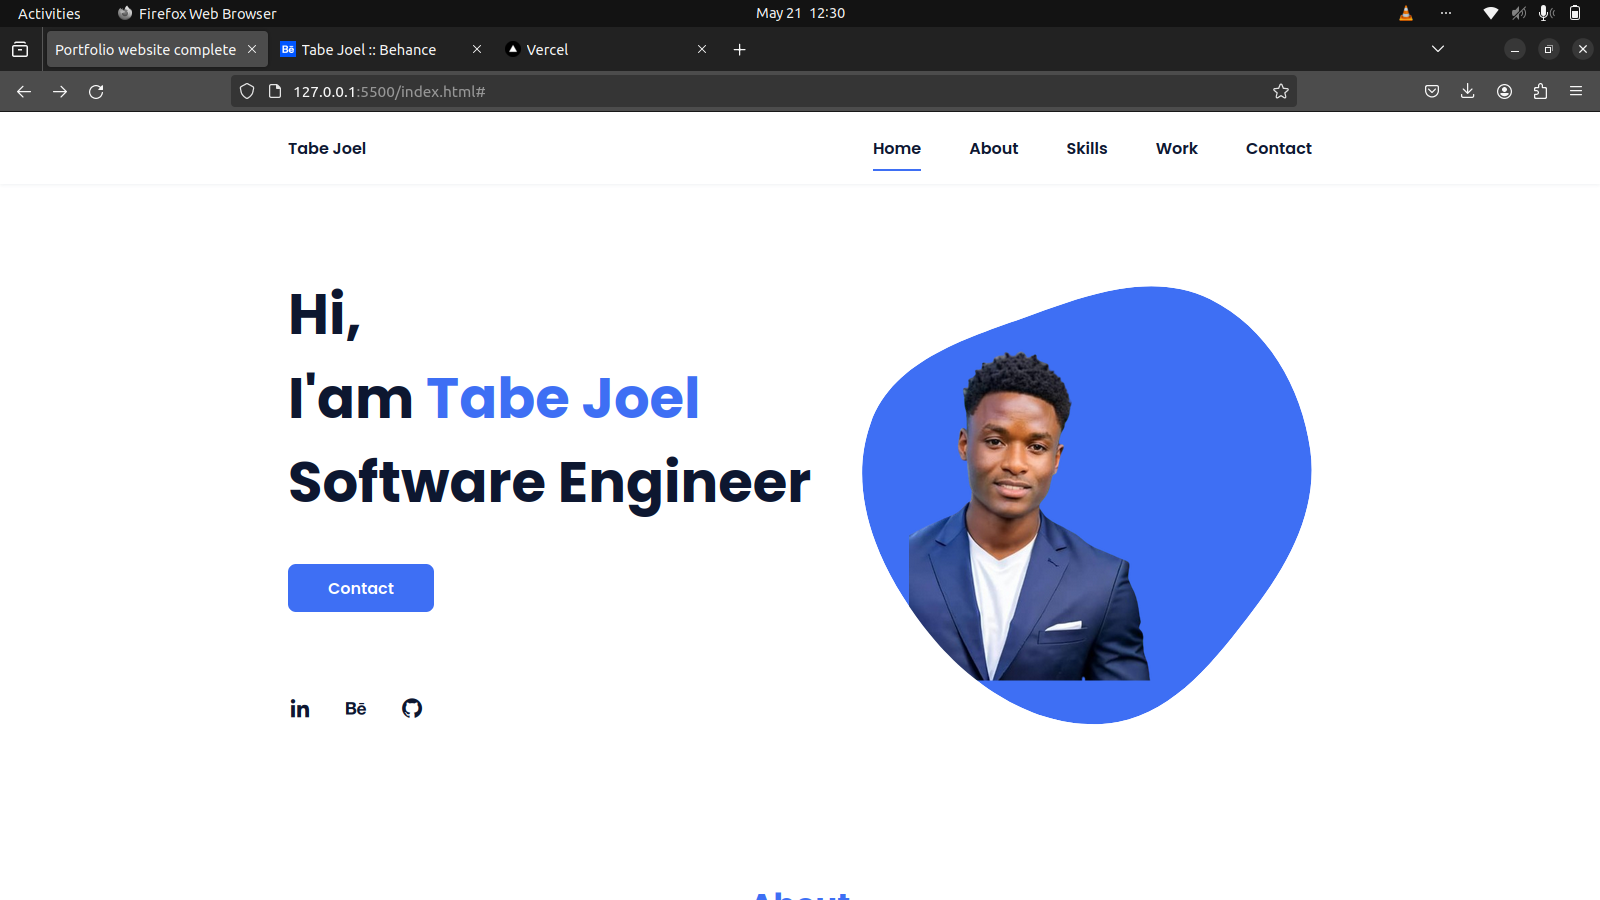 Activities Firefox Web Browser May 21 12:30
Portfolio website complete Bē Tabe Joel :: Behance Vercel
127.0.0.1:5500/index.html#
Tabe Joel Home About Skills Work Contact
Hi,
I'am Tabe Joel
Software Engineer
Contact
in Bē
About